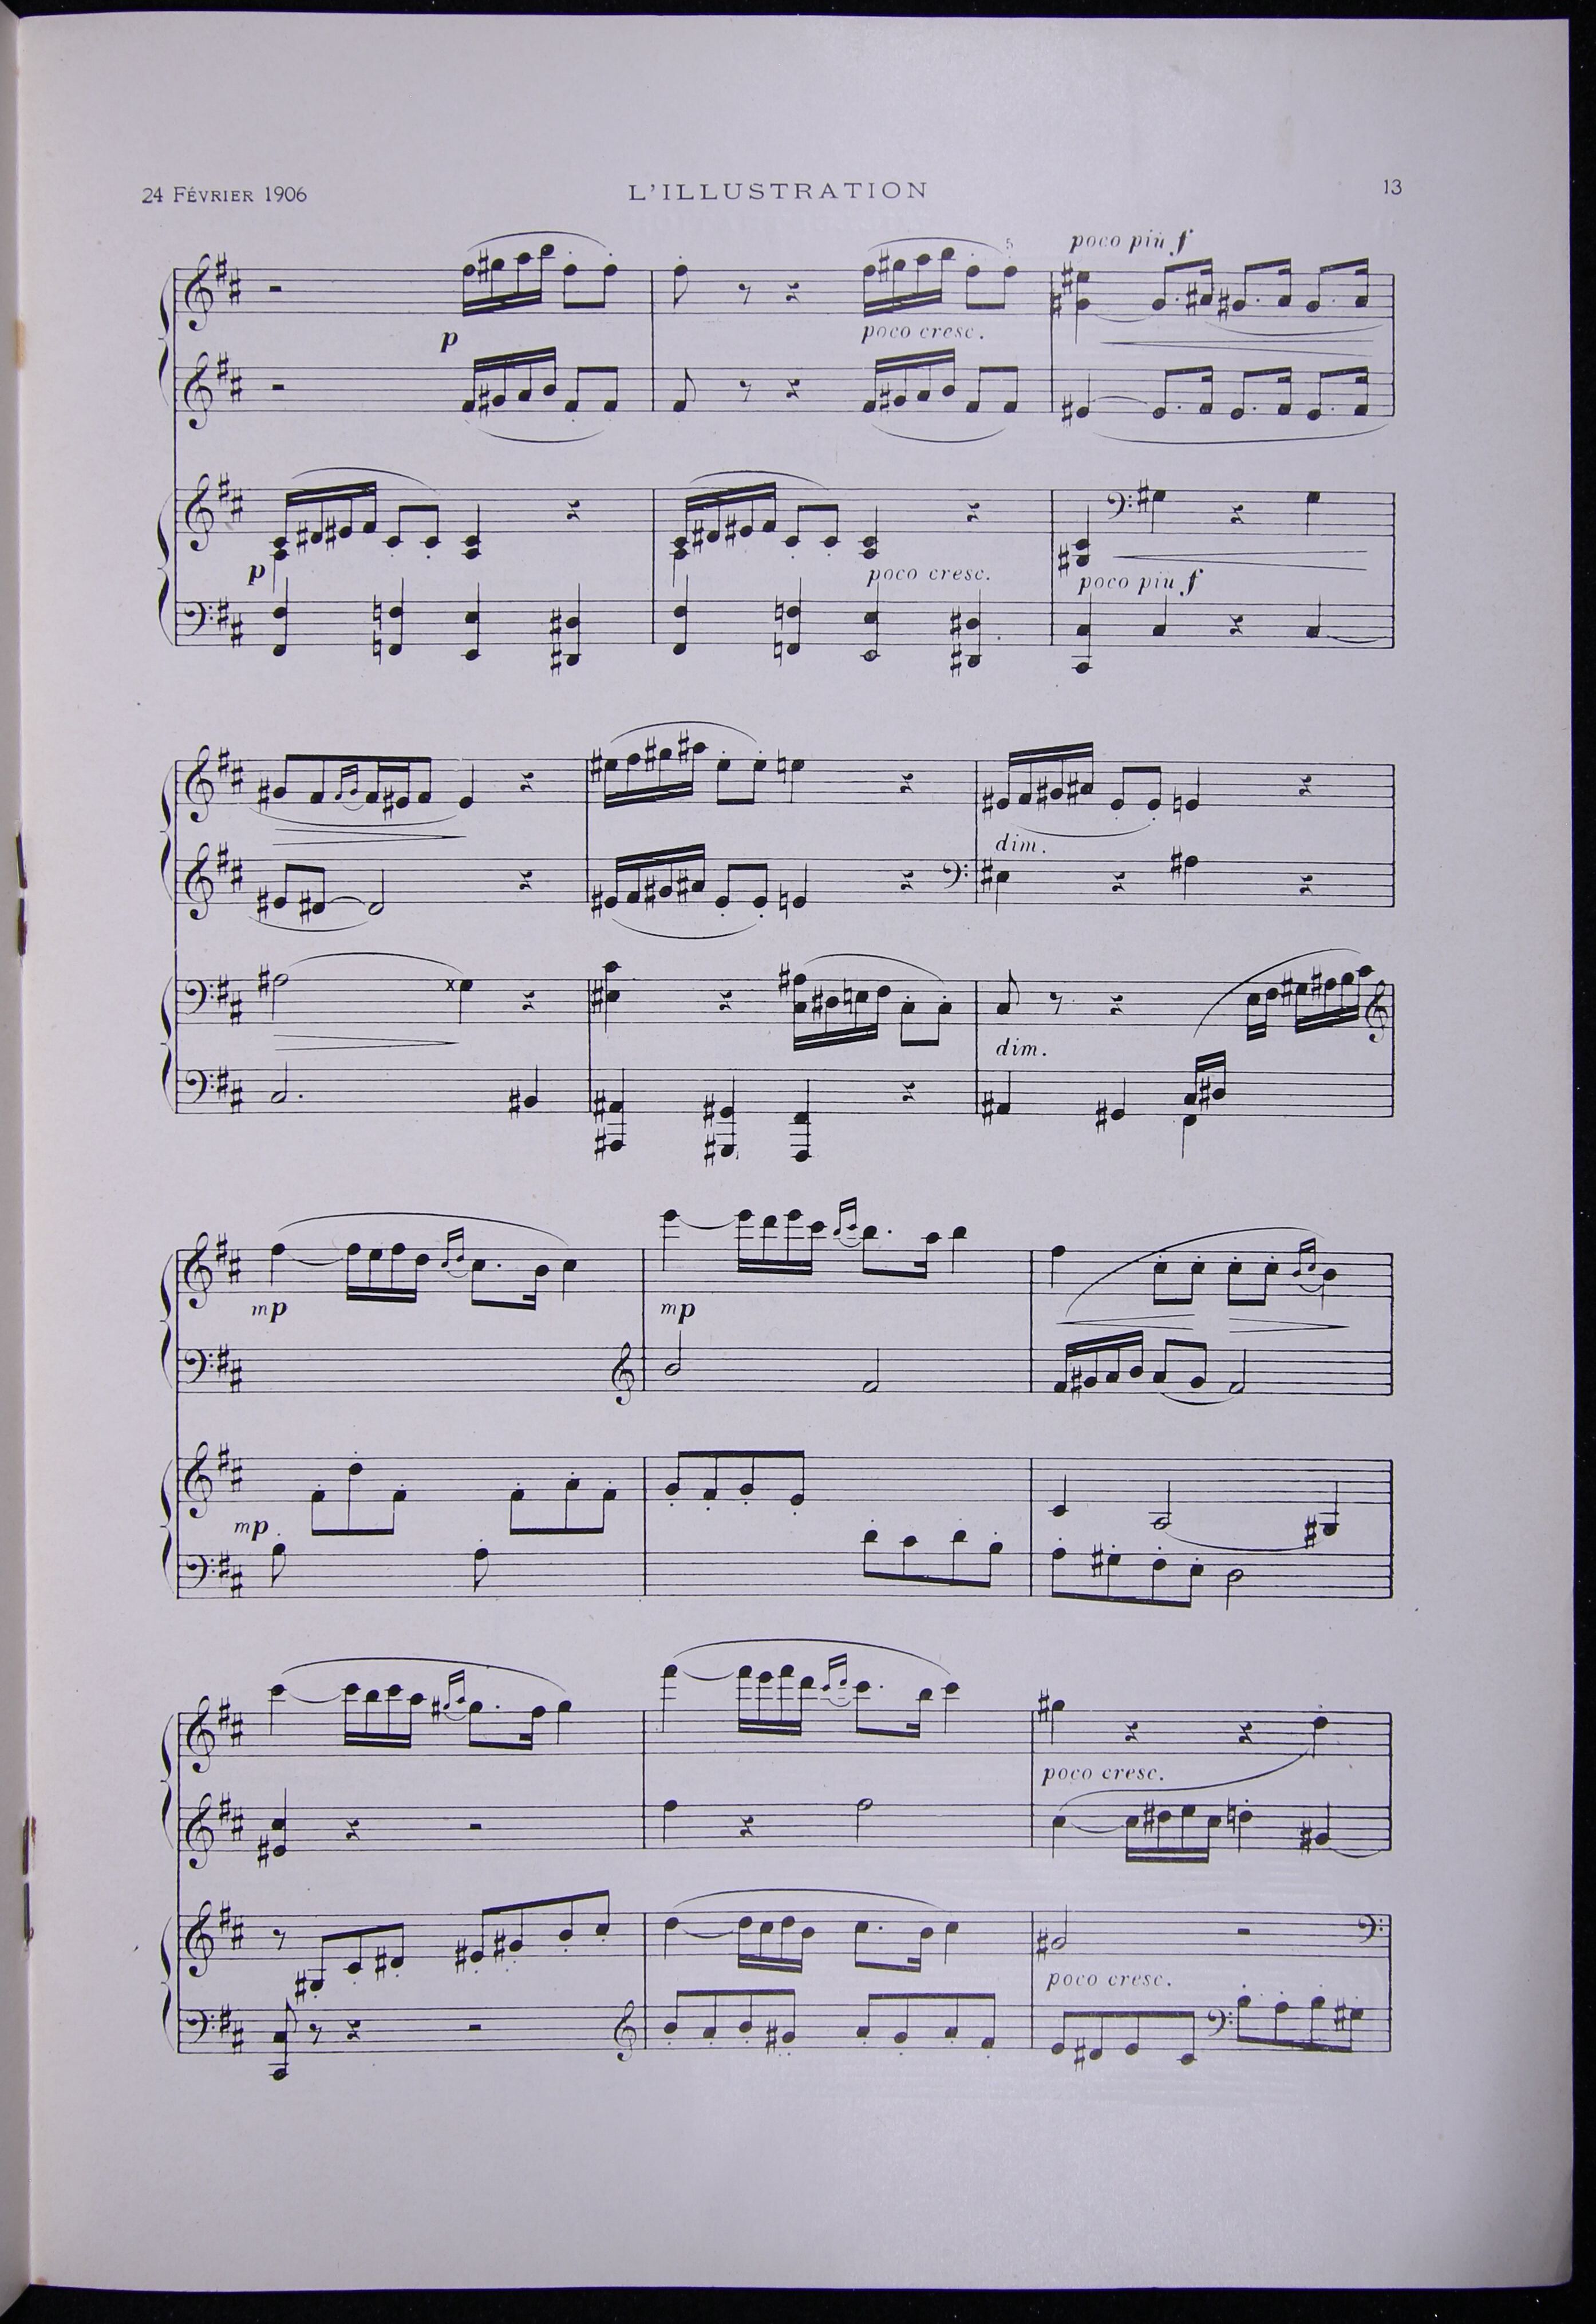 24 FÉVRIER 1906 L'ILLUSTRATION 13
5 poco più f
p poco cresc.
p poco cresc. poco più f
dim.
dim.
mp mp
mp
poco cresc.
poco cresc.